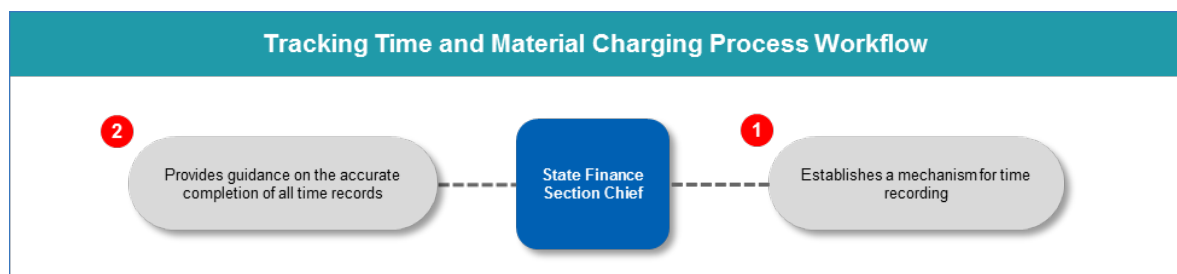 Tracking Time and Material Charging Process Workflow
2
Provides guidance on the accurate
completion of all time records
State Finance
Section Chief
1
Establishes a mechanism for time
recording